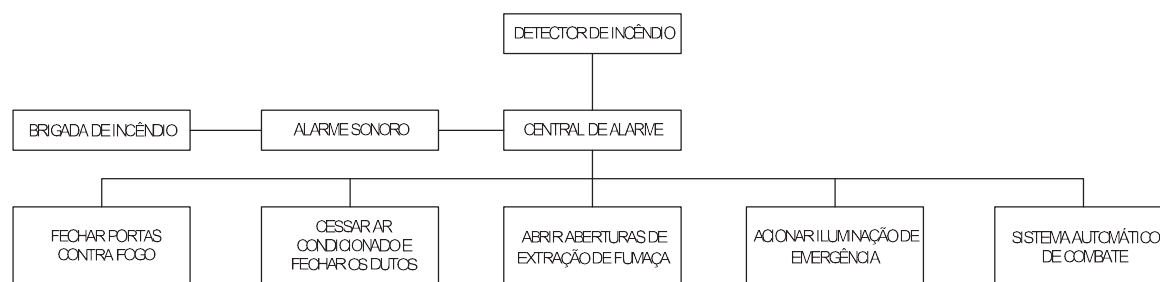 DETECTOR DE INCÊNDIO
BRIGADA DE INCÊNDIO
ALARME SONORO
CENTRAL DE ALARME
FECHAR PORTAS
CONTRA FOGO
CESSAR AR
CONDICIONADO E
FECHAR OS DUTOS
ABRIR ABERTURAS DE
EXTRAÇÃO DE FUMAÇA
ACIONAR ILUMINAÇÃO DE
EMERGÊNCIA
SISTEMA AUTOMÁTICO
DE COMBATE